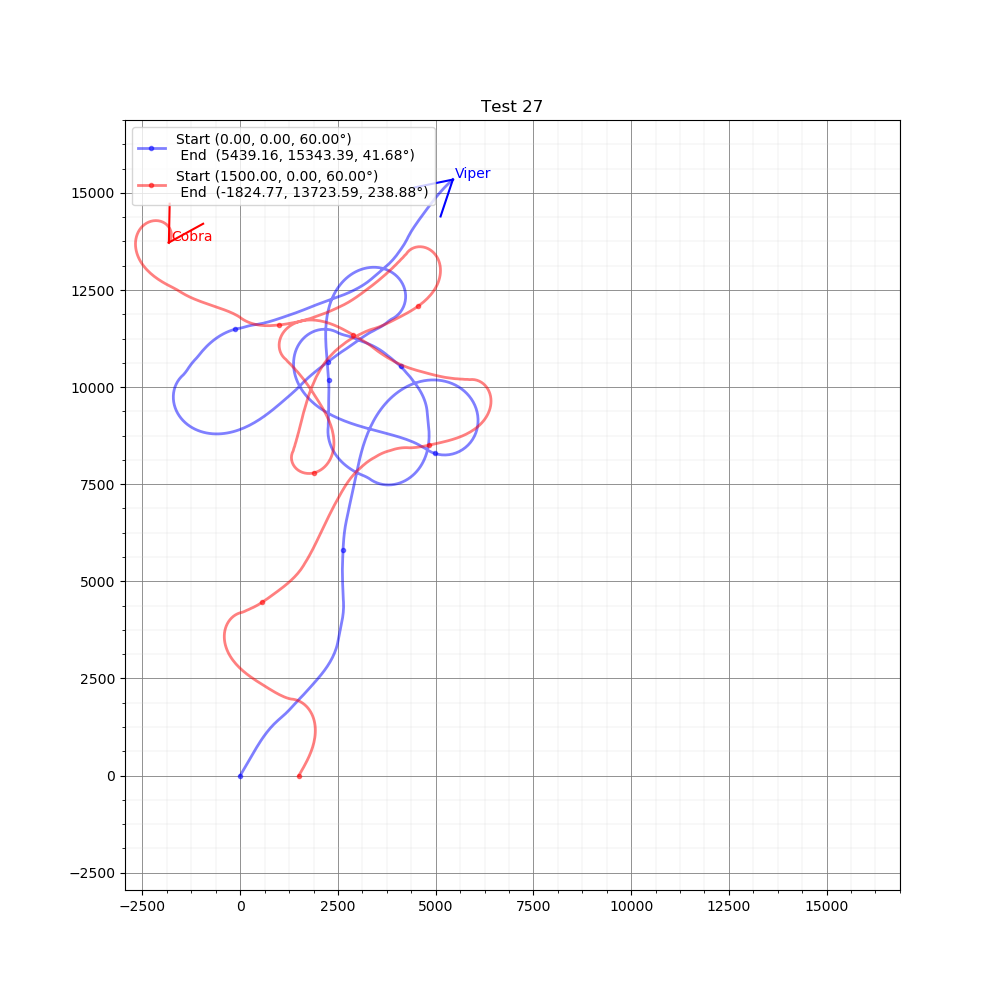 Test 27
Start (0.00, 0.00, 60.00°)
End  (5439.16, 15343.39, 41.68°)
Start (1500.00, 0.00, 60.00°)
End  (-1824.77, 13723.59, 238.88°)
Viper
Cobra
15000
12500
10000
7500
5000
2500
0
−2500
−2500 0 2500 5000 7500 10000 12500 15000